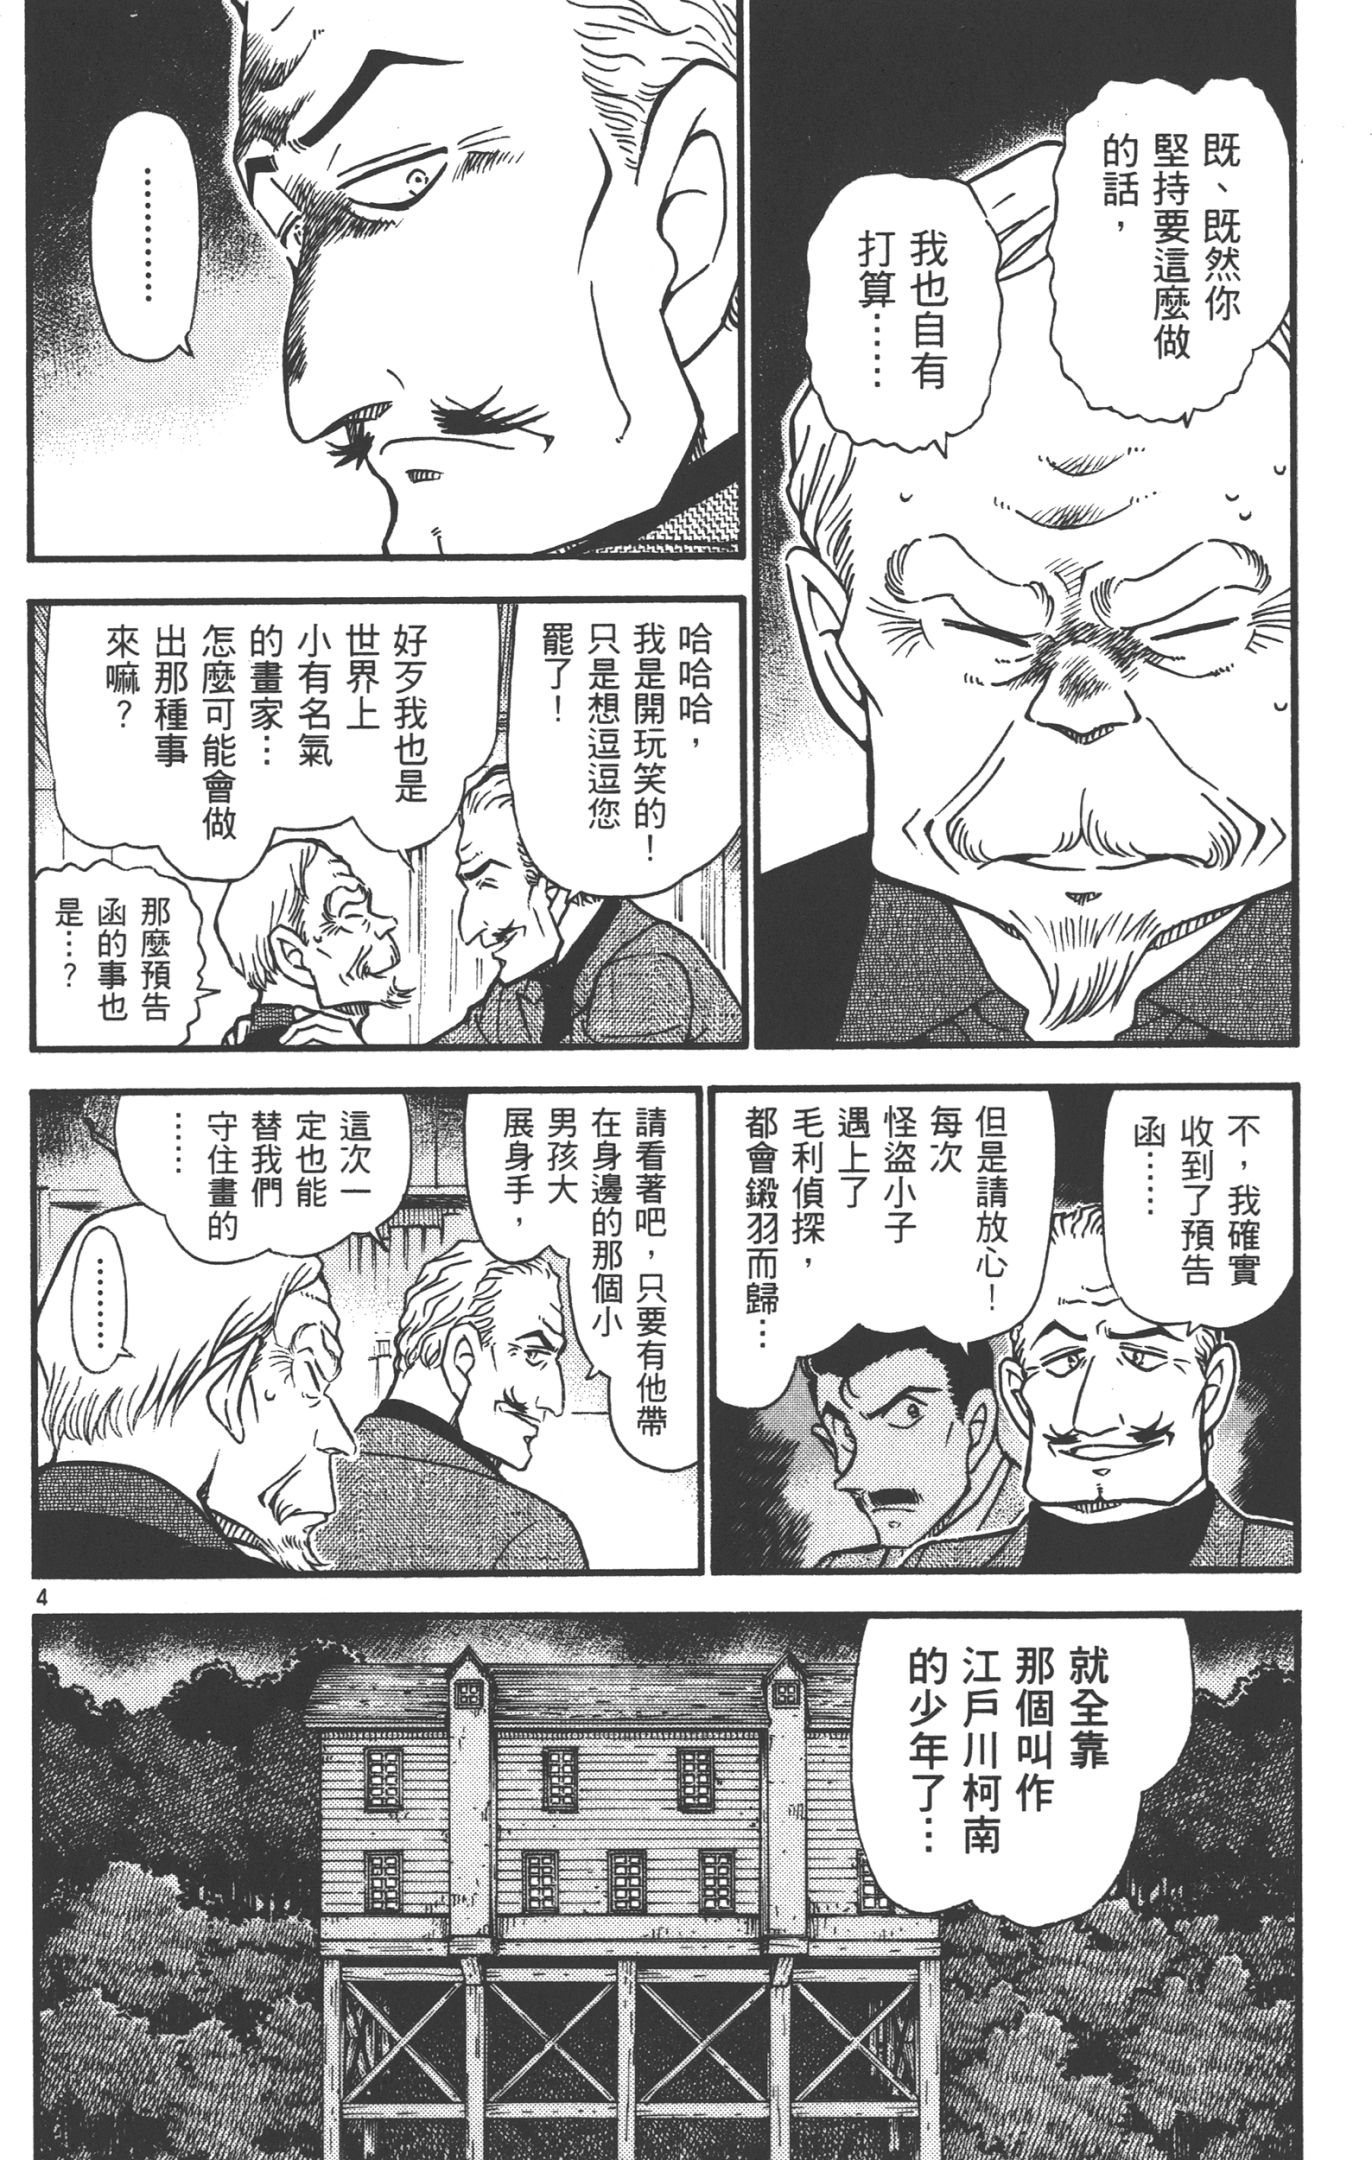 既、既然你
堅持要這麼做
的話，
我也自有
打算……
………
哈哈哈，
我是開玩笑的！
只是想逗逗您
罷了！
好歹我也是
世界上
小有名氣
的畫家…
怎麼可能會做
出那種事
來嘛？
那麼預告
函的事也
是…？
不，我確實
收到了預告
函……
但是請放心！
每次
怪盜小子
遇上了
毛利偵探，
都會鎩羽而歸…
請看著吧，只要有他帶
在身邊的那個小
男孩大
展身手，
這次一
定也能
替我們
守住畫的
……
………
4
就全靠
那個叫作
江戶川柯南
的少年了…